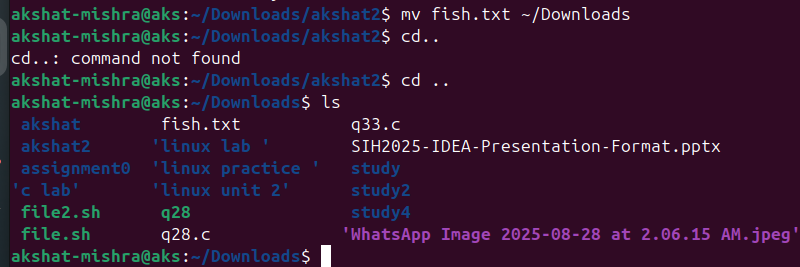 akshat-mishra@aks:~/Downloads/akshat2$ mv fish.txt ~/Downloads
akshat-mishra@aks:~/Downloads/akshat2$ cd..
cd..: command not found
akshat-mishra@aks:~/Downloads/akshat2$ cd ..
akshat-mishra@aks:~/Downloads$ ls
akshat fish.txt q33.c
akshat2 'linux lab ' SIH2025-IDEA-Presentation-Format.pptx
assignment0 'linux practice ' study
'c lab' 'linux unit 2' study2
file2.sh q28 study4
file.sh q28.c 'WhatsApp Image 2025-08-28 at 2.06.15 AM.jpeg'
akshat-mishra@aks:~/Downloads$